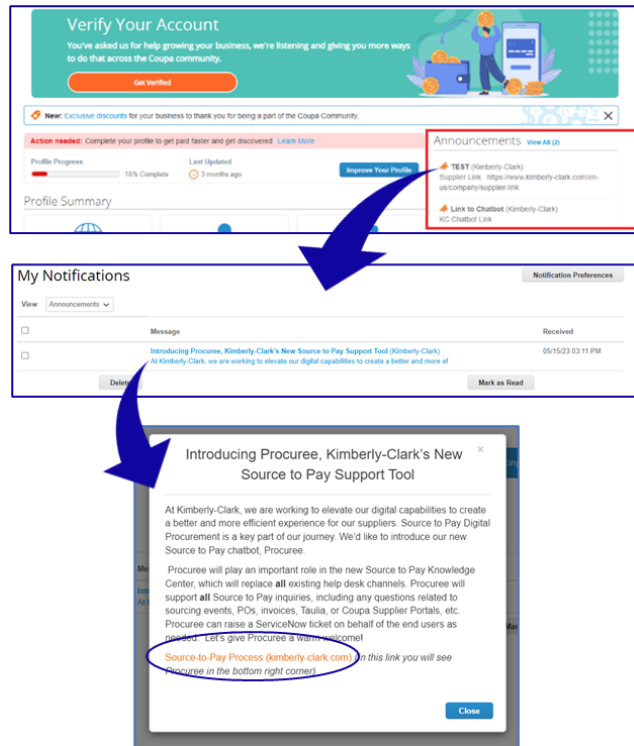 Verify Your Account
You've asked us for help growing your business, we're listening and giving you more ways
to do that across the Coupa community.
Get Verified
New: Exclusive discounts for your business to thank you for being a part of the Coupa Community.
Action needed: Complete your profile to get paid faster and get discovered Learn More
Profile Progress
10% Complete
Last Updated
3 months ago
Improve Your Profile
Profile Summary
Announcements View All (2)
TEST (Kimberly-Clark)
Supplier Link https://www.kimberly-clark.com/en-
us/company/supplier-link
Link to Chatbot (Kimberly-Clark)
KC Chatbot Link
My Notifications
Notification Preferences
View Announcements
Message Received
Introducing Procuree, Kimberly-Clark's New Source to Pay Support Tool (Kimberly-Clark) 05/15/23 03:11 PM
At Kimberly-Clark, we are working to elevate our digital capabilities to create a better and more ef
Delete Mark as Read
Introducing Procuree, Kimberly-Clark's New
Source to Pay Support Tool
At Kimberly-Clark, we are working to elevate our digital capabilities to create
a better and more efficient experience for our suppliers. Source to Pay Digital
Procurement is a key part of our journey. We'd like to introduce our new
Source to Pay chatbot, Procuree.
Procuree will play an important role in the new Source to Pay Knowledge
Center, which will replace all existing help desk channels. Procuree will
support all Source to Pay inquiries, including any questions related to
sourcing events, POs, invoices, Taulia, or Coupa Supplier Portals, etc.
Procuree can raise a ServiceNow ticket on behalf of the end users as
needed. Let's give Procuree a warm welcome!
Source-to-Pay Process (kimberly-clark.com) (in this link you will see
Procuree in the bottom right corner)
Close